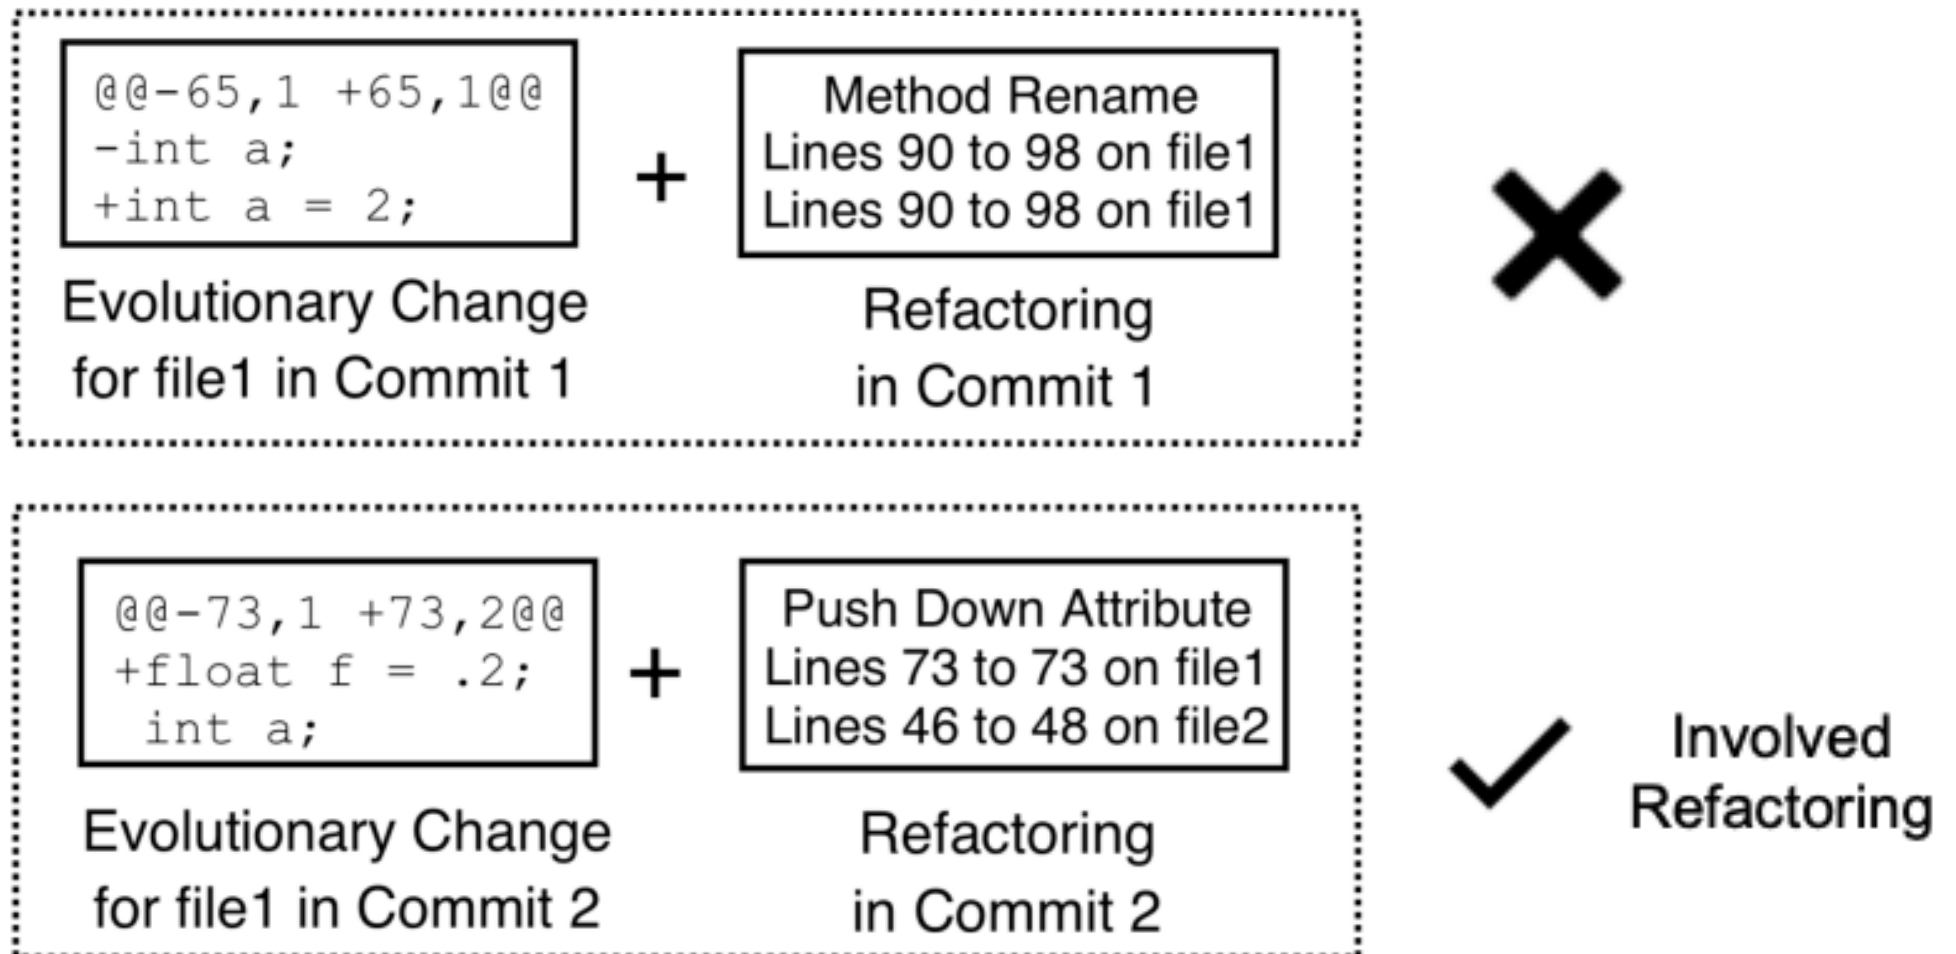 @@-65,1 +65,1@@
-int a;
+int a = 2;
+
Method Rename
Lines 90 to 98 on file1
Lines 90 to 98 on file1
Evolutionary Change
for file1 in Commit 1
Refactoring
in Commit 1
@@-73,1 +73,2@@
+float f = .2;
int a;
+
Push Down Attribute
Lines 73 to 73 on file1
Lines 46 to 48 on file2
Evolutionary Change
for file1 in Commit 2
Refactoring
in Commit 2
Involved
Refactoring